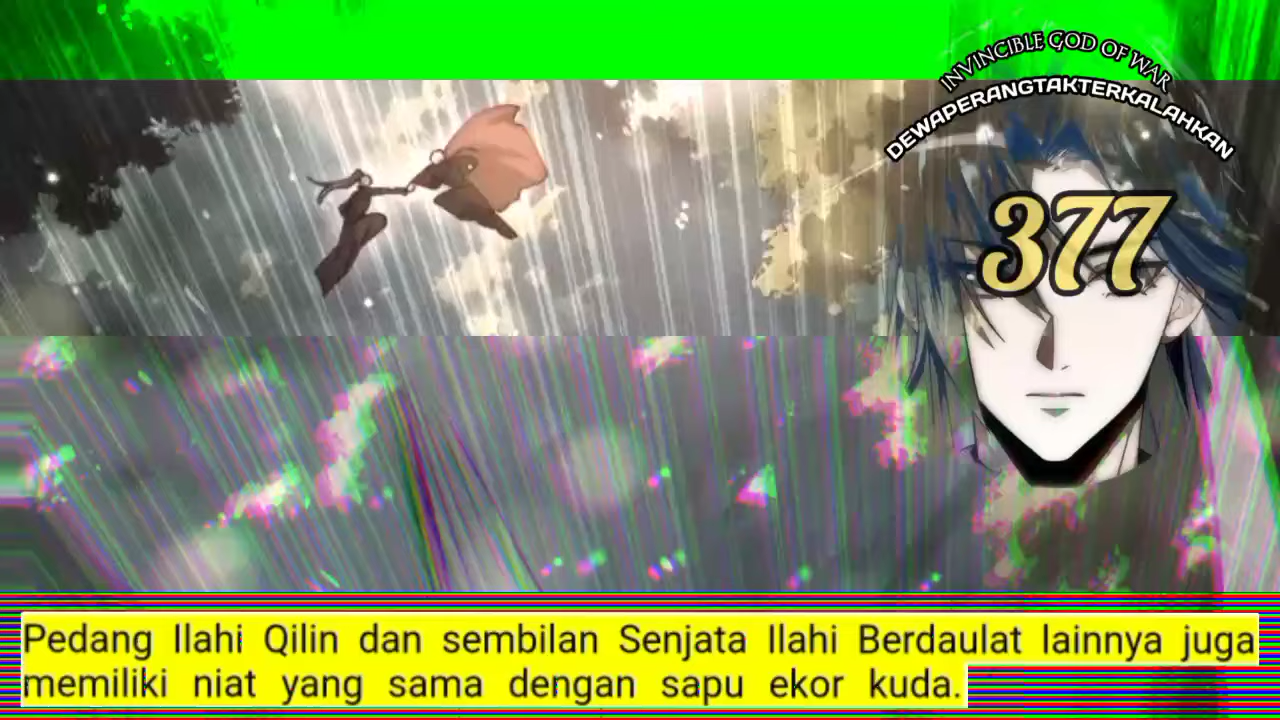 INVINCIBLE GOD OF WAR
DEWAPERANGTAKTERKALAHKAN
377
Pedang Ilahi Qilin dan sembilan Senjata Ilahi Berdaulat lainnya juga
memiliki niat yang sama dengan sapu ekor kuda.